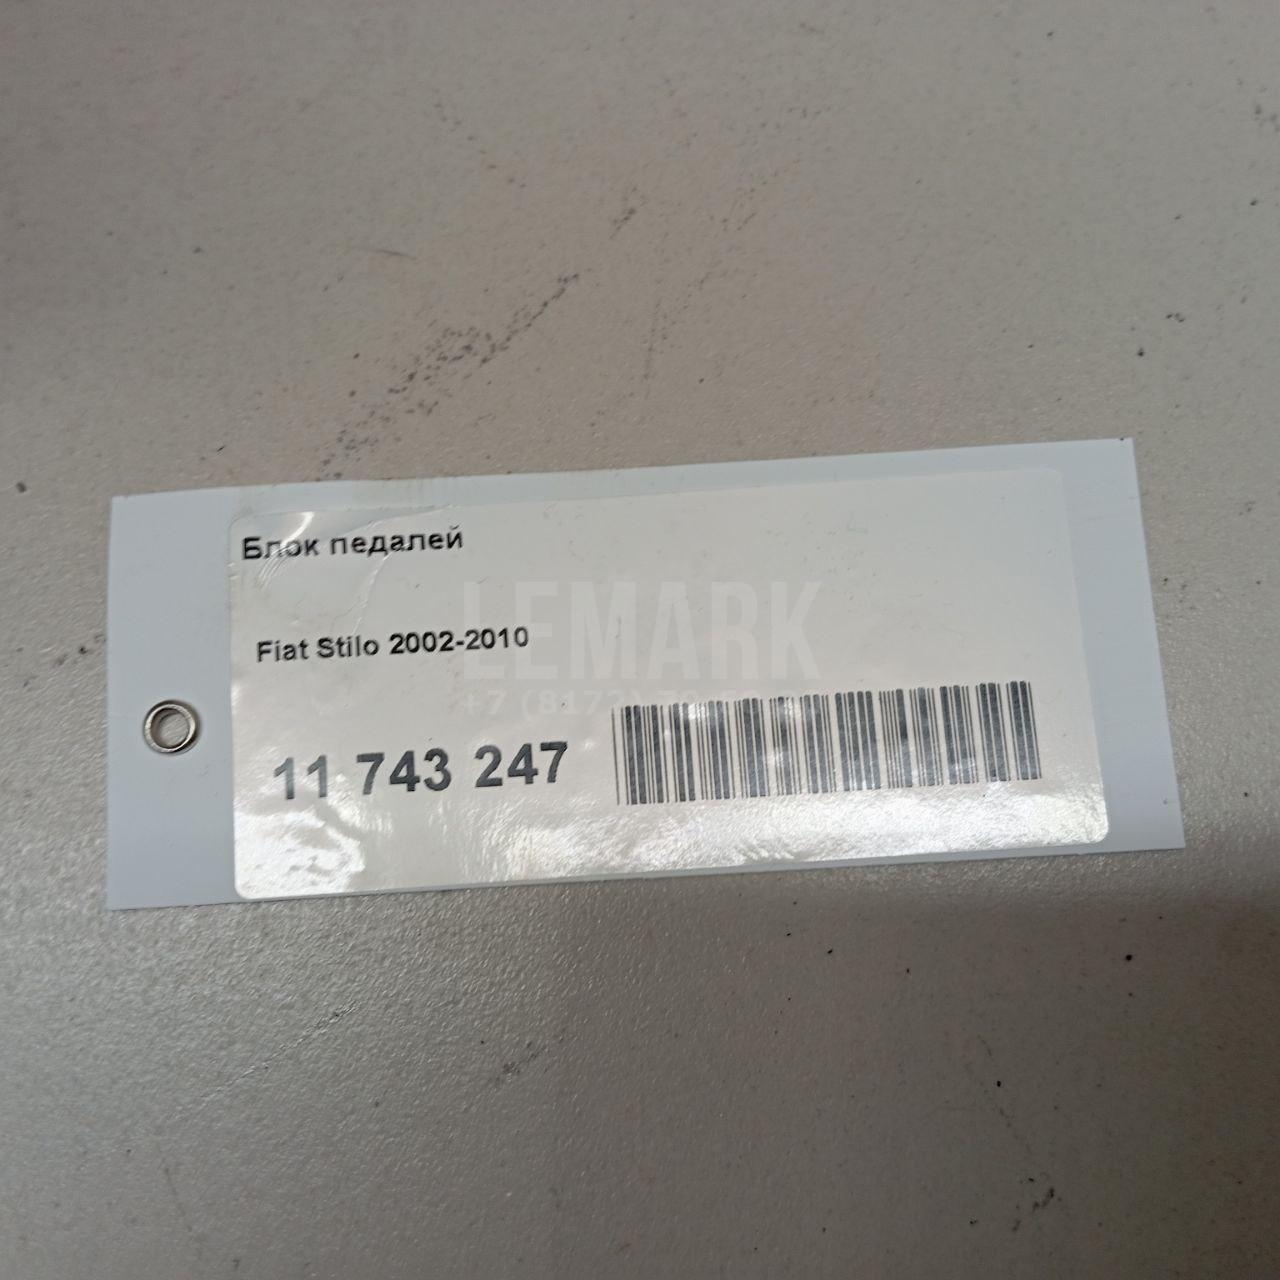 Блок педалей
LEMARK
Fiat Stilo 2002-2010
11 743 247